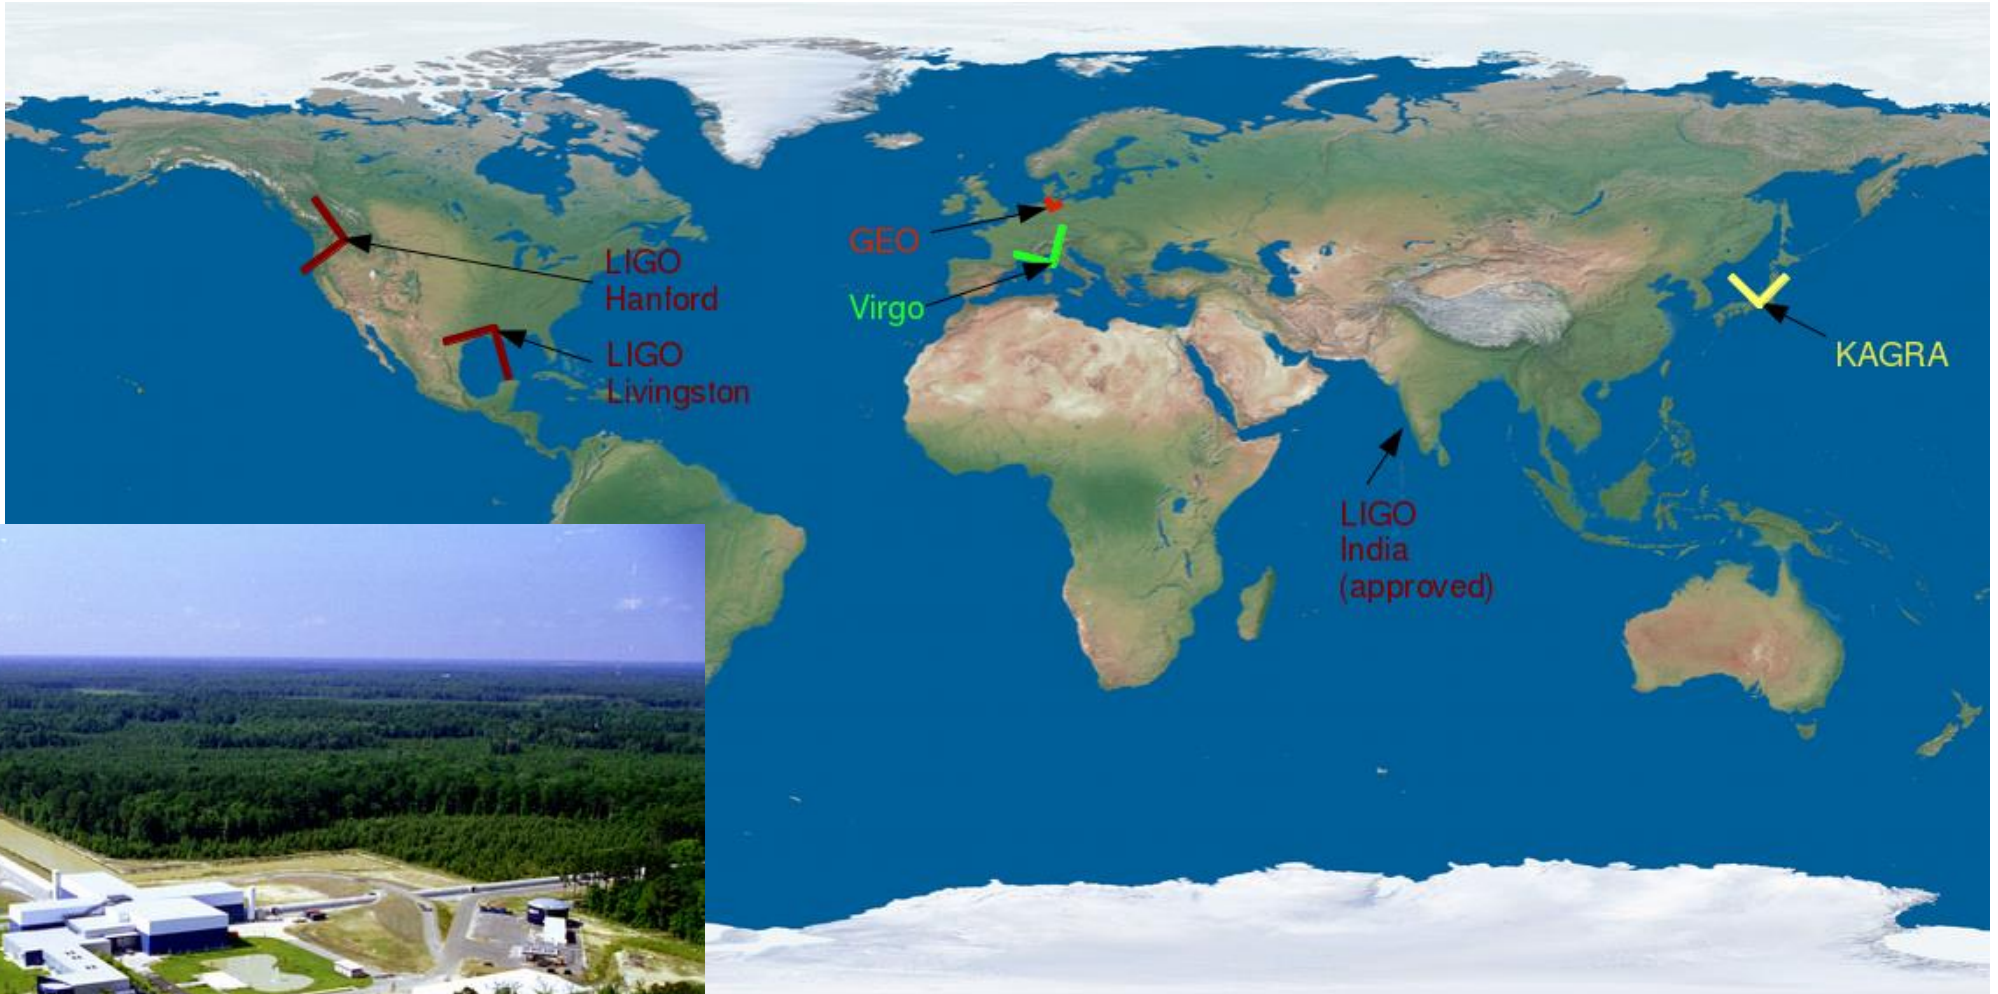 LIGO
Hanford
LIGO
Livingston
GEO
Virgo
KAGRA
LIGO
India
(approved)